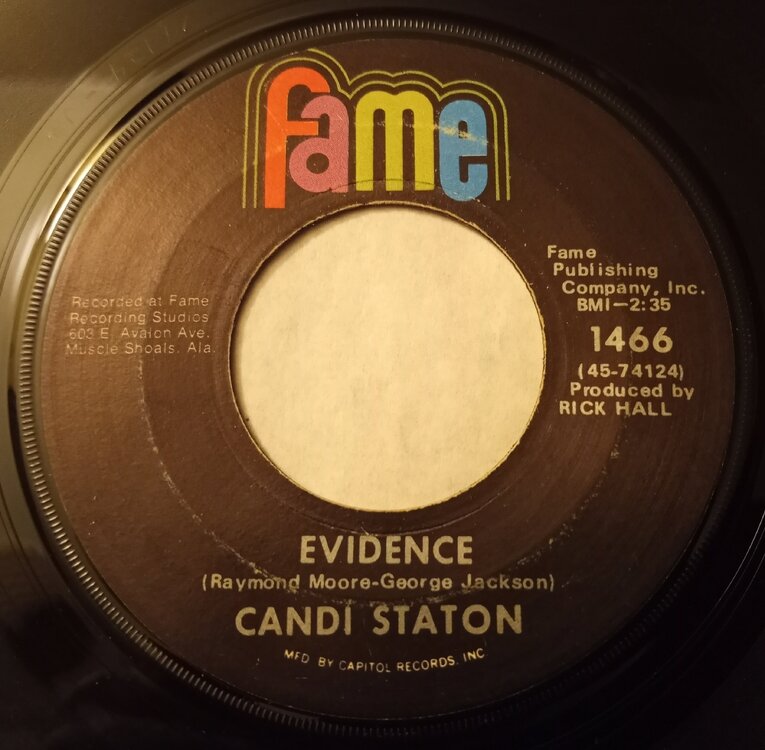 fame
Recorded at Fame
Recording Studios
603 E. Avalon Ave.
Muscle Shoals, Ala.
Fame
Publishing
Company, Inc.
BMI—2:35
1466
(45-74124)
Produced by
RICK HALL
EVIDENCE
(Raymond Moore-George Jackson)
CANDI STATON
MFD BY CAPITOL RECORDS, INC